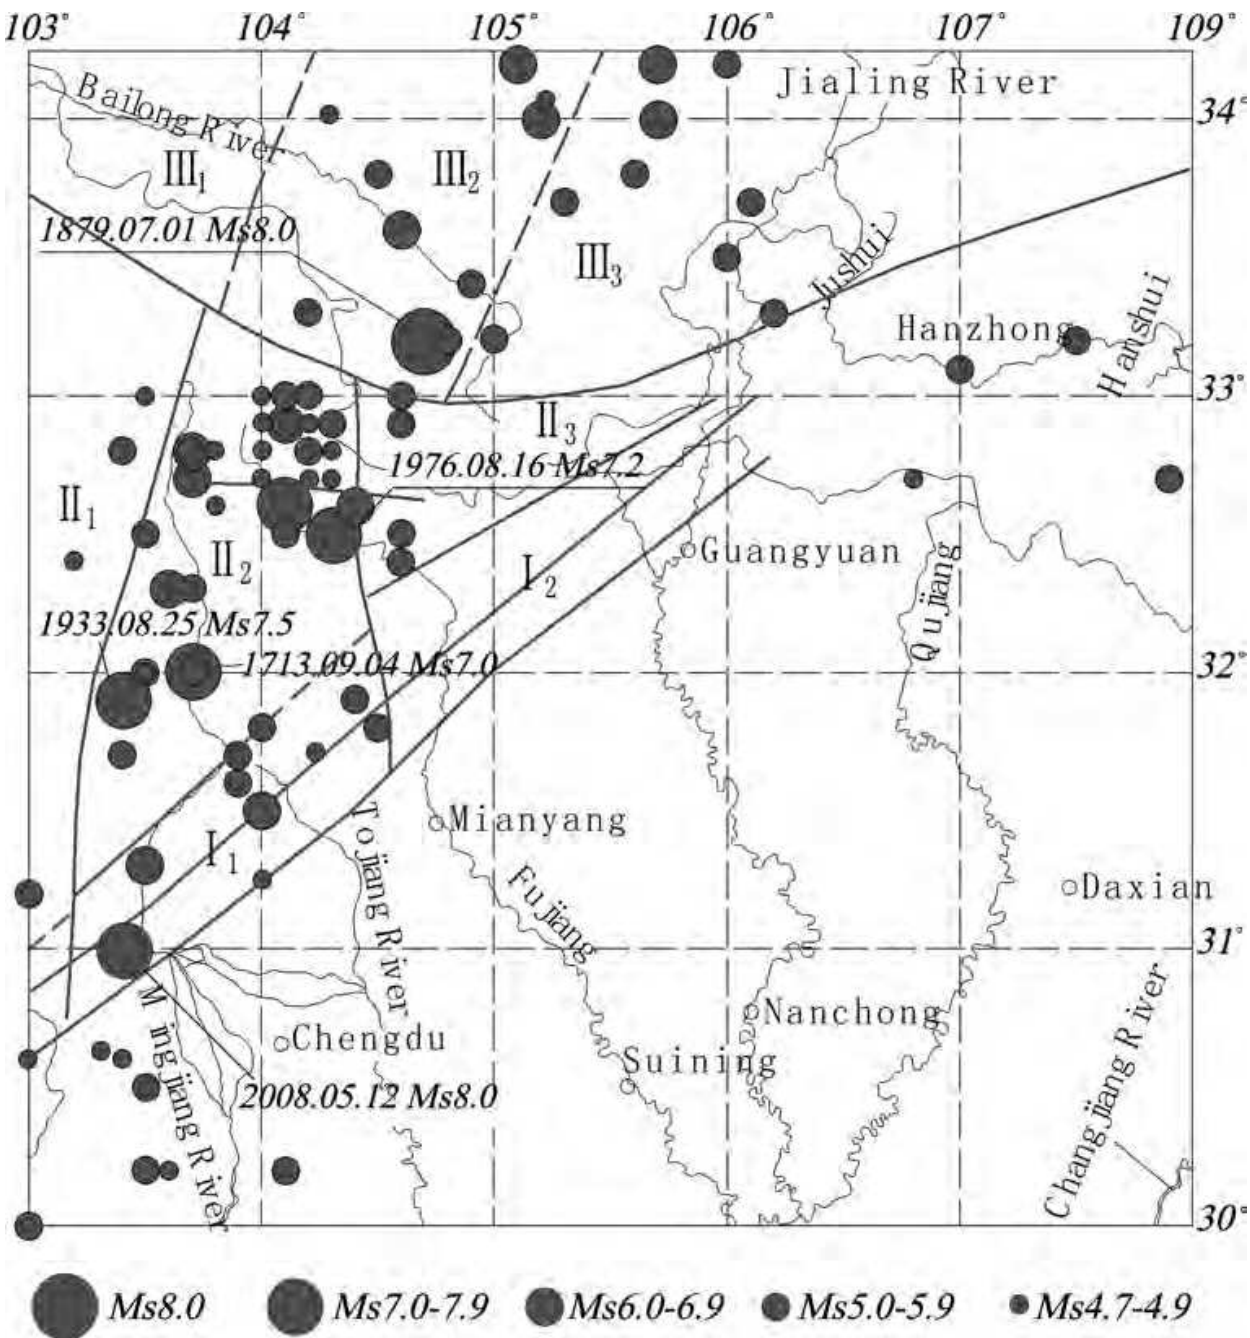 103° 104° 105° 106° 107° 109°
Jialing River
34°
Bailong River
III1
III2
1879.07.01 Ms8.0
III3
Jushui
Hanzhong
Hanshui
33°
II3
1976.08.16 Ms7.2
II1
Guangyuan
II2
I2
Qujiang
1933.08.25 Ms7.5
1713.09.04 Ms7.0
32°
Mianyang
I1
Tojiang River
Fujiang
Daxian
31°
Mingjiang River
Nanchong
Chengdu
Suining
Changjiang River
2008.05.12 Ms8.0
30°
Ms8.0 Ms7.0-7.9 Ms6.0-6.9 Ms5.0-5.9 Ms4.7-4.9